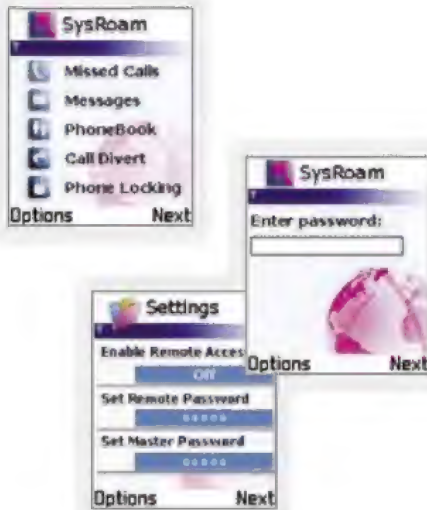 SysRoam
Missed Calls
Messages
PhoneBook
Call Divert
Phone Locking
Options Next
SysRoam
Enter password:
Options Next
Settings
Enable Remote Acces
Off
Set Remote Password
*****
Set Master Password
*****
Options Next